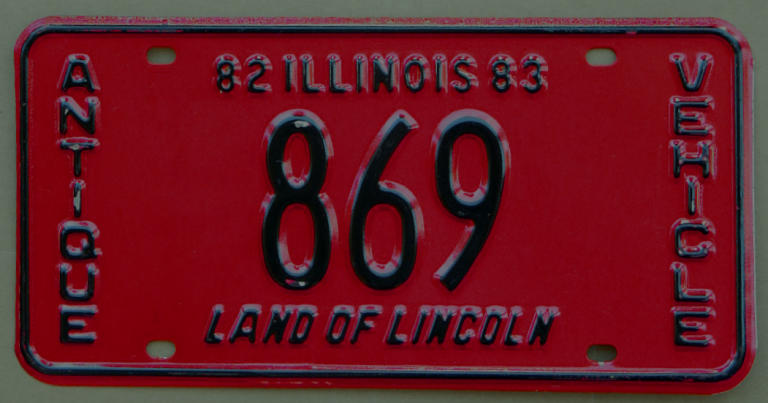 82 ILLINOIS 83
ANTIQUE
869
VEHICLE
LAND OF LINCOLN